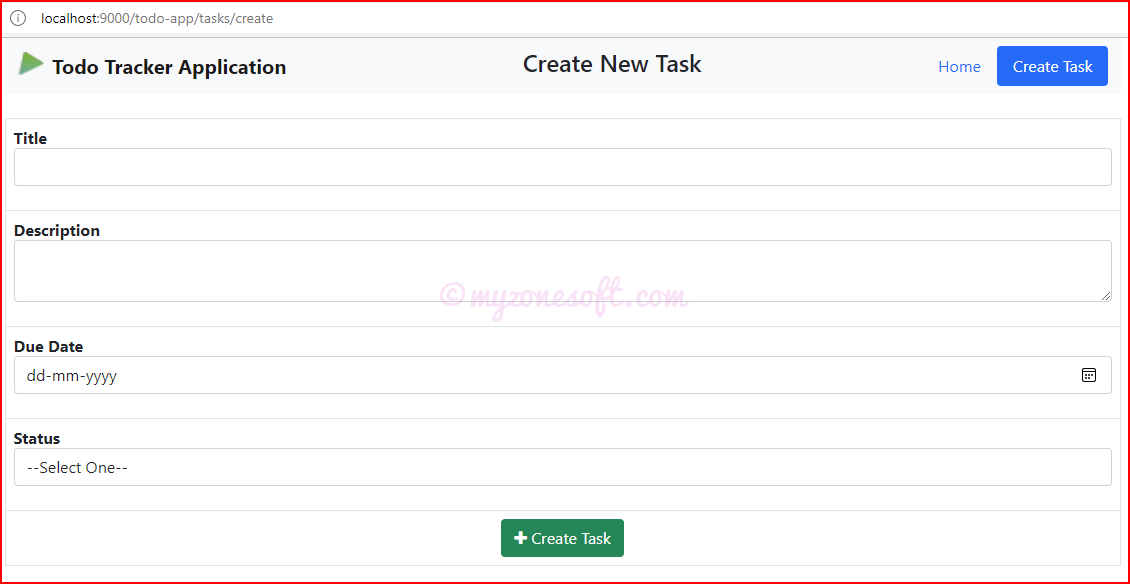 localhost:9000/todo-app/tasks/create
Todo Tracker Application
Create New Task
Home
Create Task
Title
Description
© myzonesoft.com
Due Date
dd-mm-yyyy
Status
--Select One--
Create Task